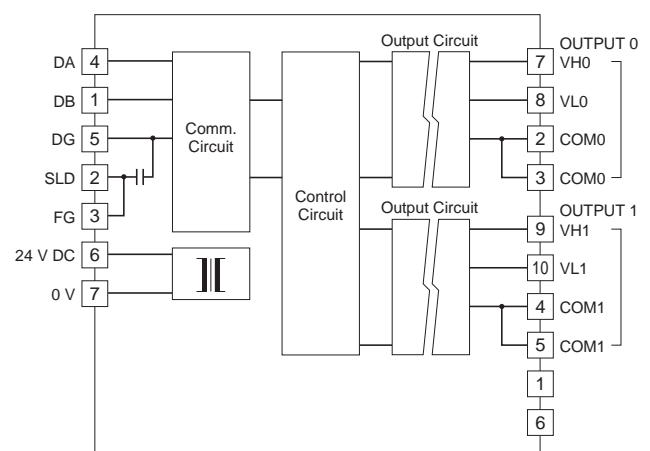 Output Circuit
OUTPUT 0
DA 4
7 VH0
DB 1
8 VL0
DG 5
Comm.
Circuit
2 COM0
SLD 2
3 COM0
FG 3
Control
Circuit
Output Circuit
OUTPUT 1
9 VH1
24 V DC 6
10 VL1
0 V 7
4 COM1
5 COM1
1
6